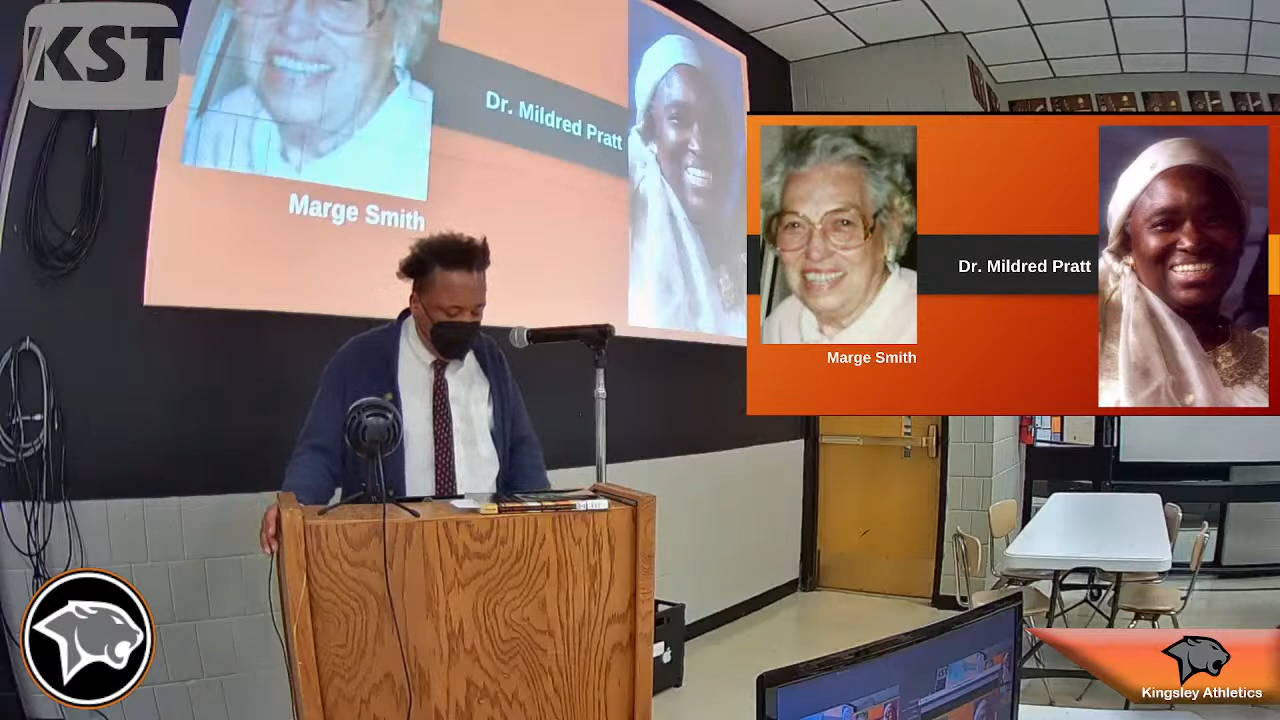 KST
Dr. Mildred Pratt
Marge Smith
Dr. Mildred Pratt
Marge Smith
Kingsley Athletics